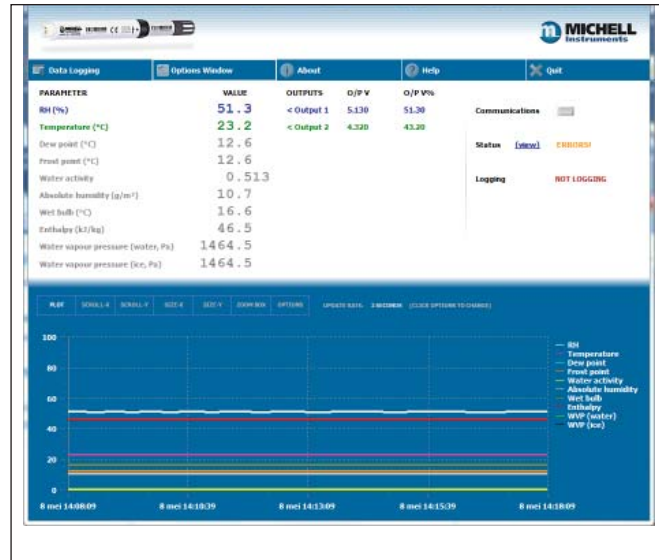 MICHELL
Instruments
Data Logging Options Window About Help Quit
PARAMETER VALUE OUTPUTS O/P V O/P V%
RH (%) 51.3 < Output 1 5.130 51.30
Communications
Temperature (°C) 23.2 < Output 2 4.320 43.20
Dew point (°C) 12.6
Status (view) ERRORS!
Frost point (°C) 12.6
Water activity 0.513
Logging NOT LOGGING
Absolute humidity (g/m³) 10.7
Wet bulb (°C) 16.6
Enthalpy (kJ/kg) 46.5
Water vapour pressure (water, Pa) 1464.5
Water vapour pressure (ice, Pa) 1464.5
PLOT SCROLL-X SCROLL-Y SIZE-X SIZE-Y ZOOM BOX OPTIONS UPDATE RATE: 2 SECONDS (CLICK OPTIONS TO CHANGE)
100
80
60
40
20
0
8 mei 14:08:09 8 mei 14:10:39 8 mei 14:13:09 8 mei 14:15:39 8 mei 14:18:09
RH
Temperature
Dew point
Frost point
Water activity
Absolute humidity
Wet bulb
Enthalpy
WVP (water)
WVP (ice)